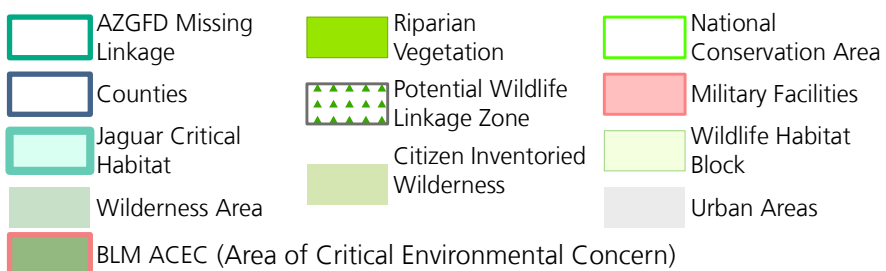 AZGFD Missing
Linkage
Counties
Jaguar Critical
Habitat
Wilderness Area
BLM ACEC (Area of Critical Environmental Concern)
Riparian
Vegetation
Potential Wildlife
Linkage Zone
Citizen Inventoried
Wilderness
National
Conservation Area
Military Facilities
Wildlife Habitat
Block
Urban Areas